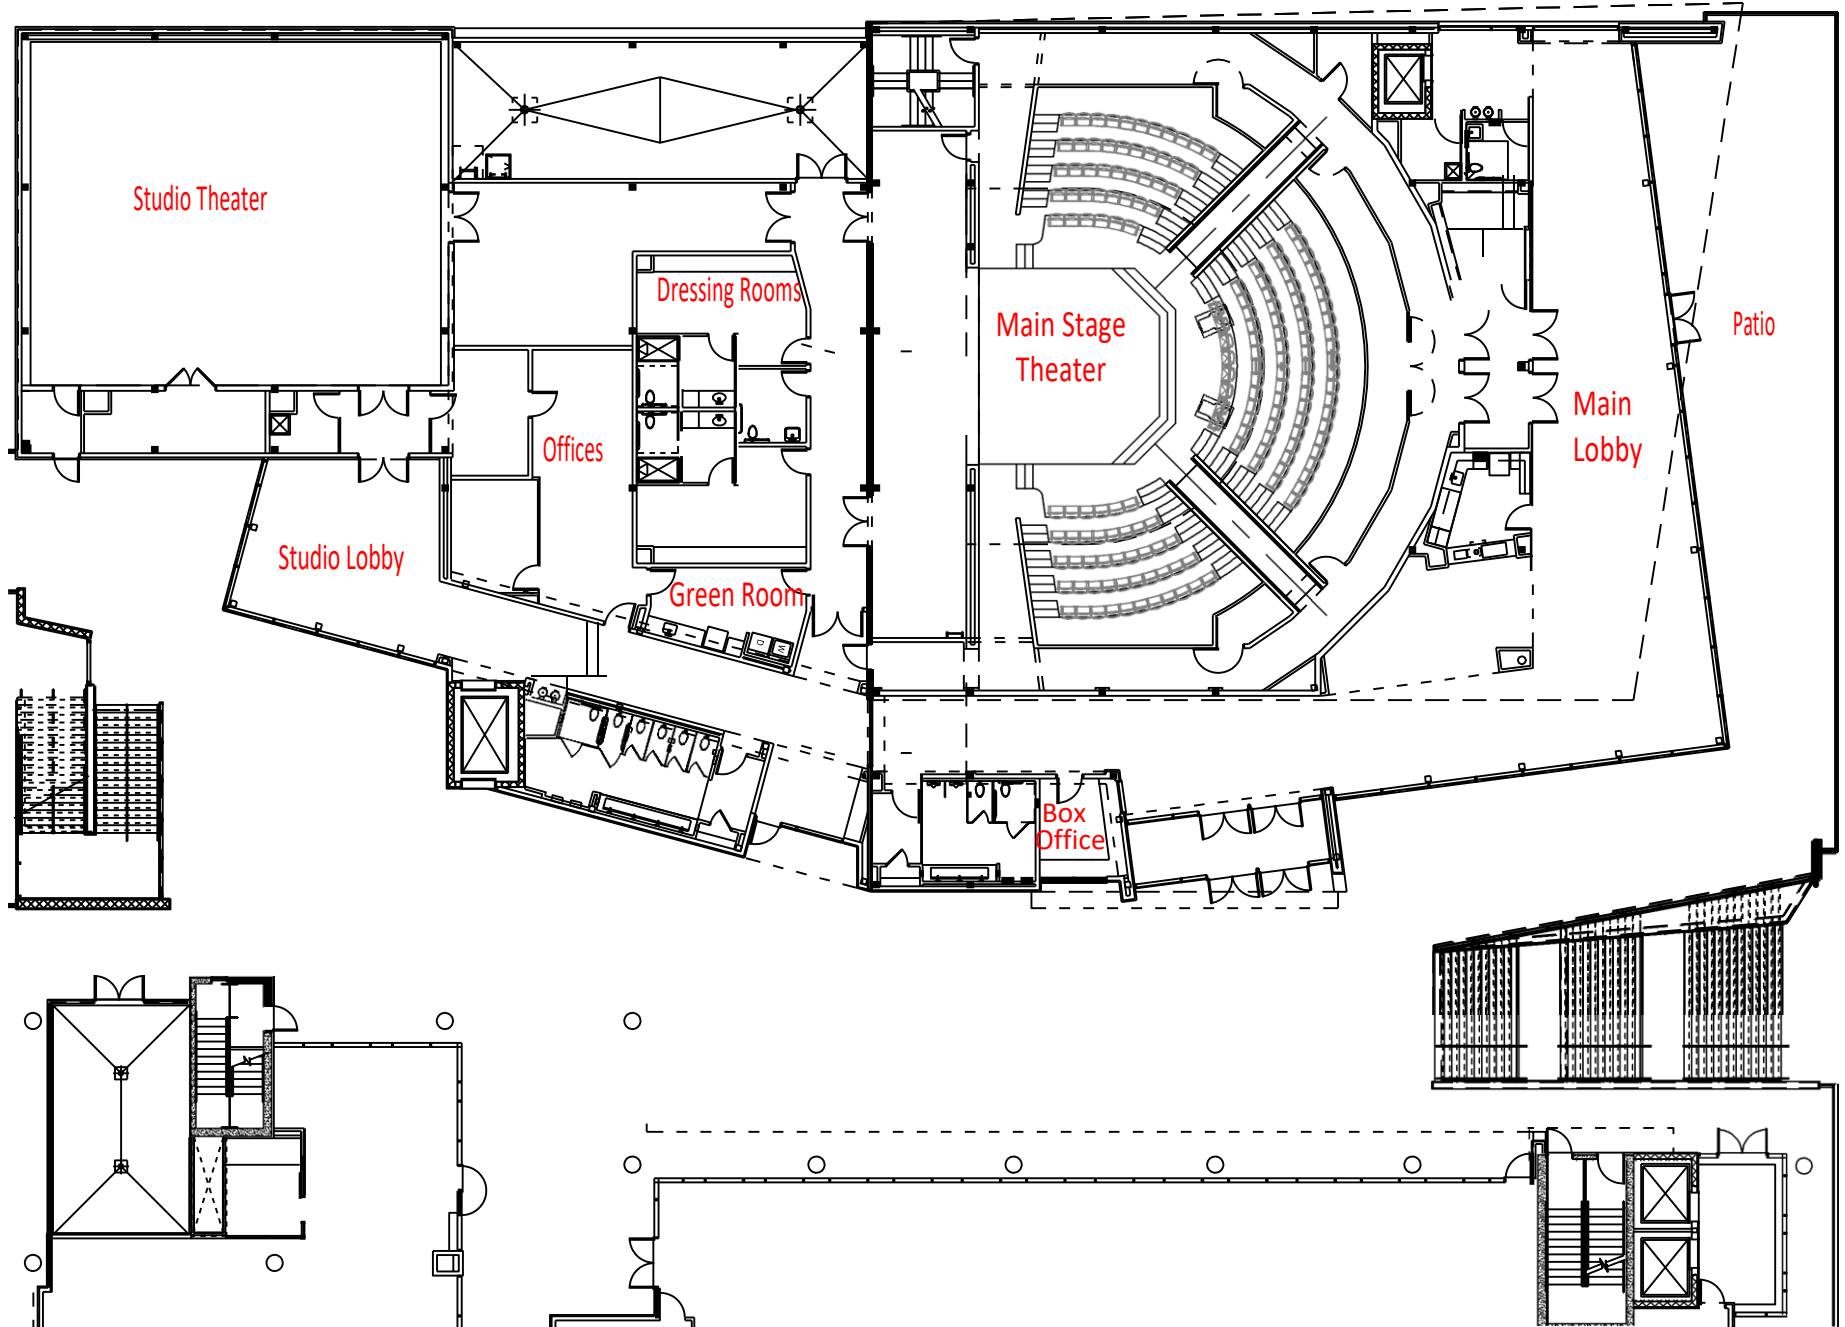 Studio Theater
Dressing Rooms
Main Stage
Theater
Patio
Main
Lobby
Offices
Studio Lobby
Green Room
D
W
Box
Office